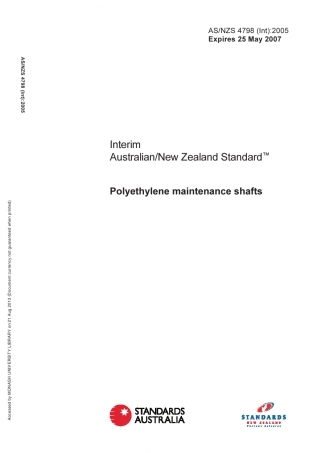 AS/NZS 4798 (Int):2005
Expires 25 May 2007
AS/NZS 4798 (Int):2005
Interim
Australian/New Zealand Standard™
Polyethylene maintenance shafts
Accessed by MONASH UNIVERSITY LIBRARY on 21 Aug 2013 (Document currency not guaranteed when printed)
STANDARDS
AUSTRALIA
STANDARDS
NEW ZEALAND